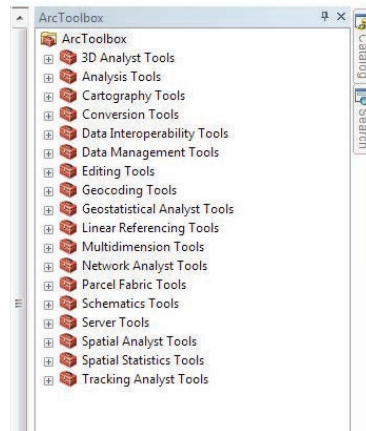 ArcToolbox
ArcToolbox
3D Analyst Tools
Analysis Tools
Cartography Tools
Conversion Tools
Data Interoperability Tools
Data Management Tools
Editing Tools
Geocoding Tools
Geostatistical Analyst Tools
Linear Referencing Tools
Multidimension Tools
Network Analyst Tools
Parcel Fabric Tools
Schematics Tools
Server Tools
Spatial Analyst Tools
Spatial Statistics Tools
Tracking Analyst Tools
Catalog
Search